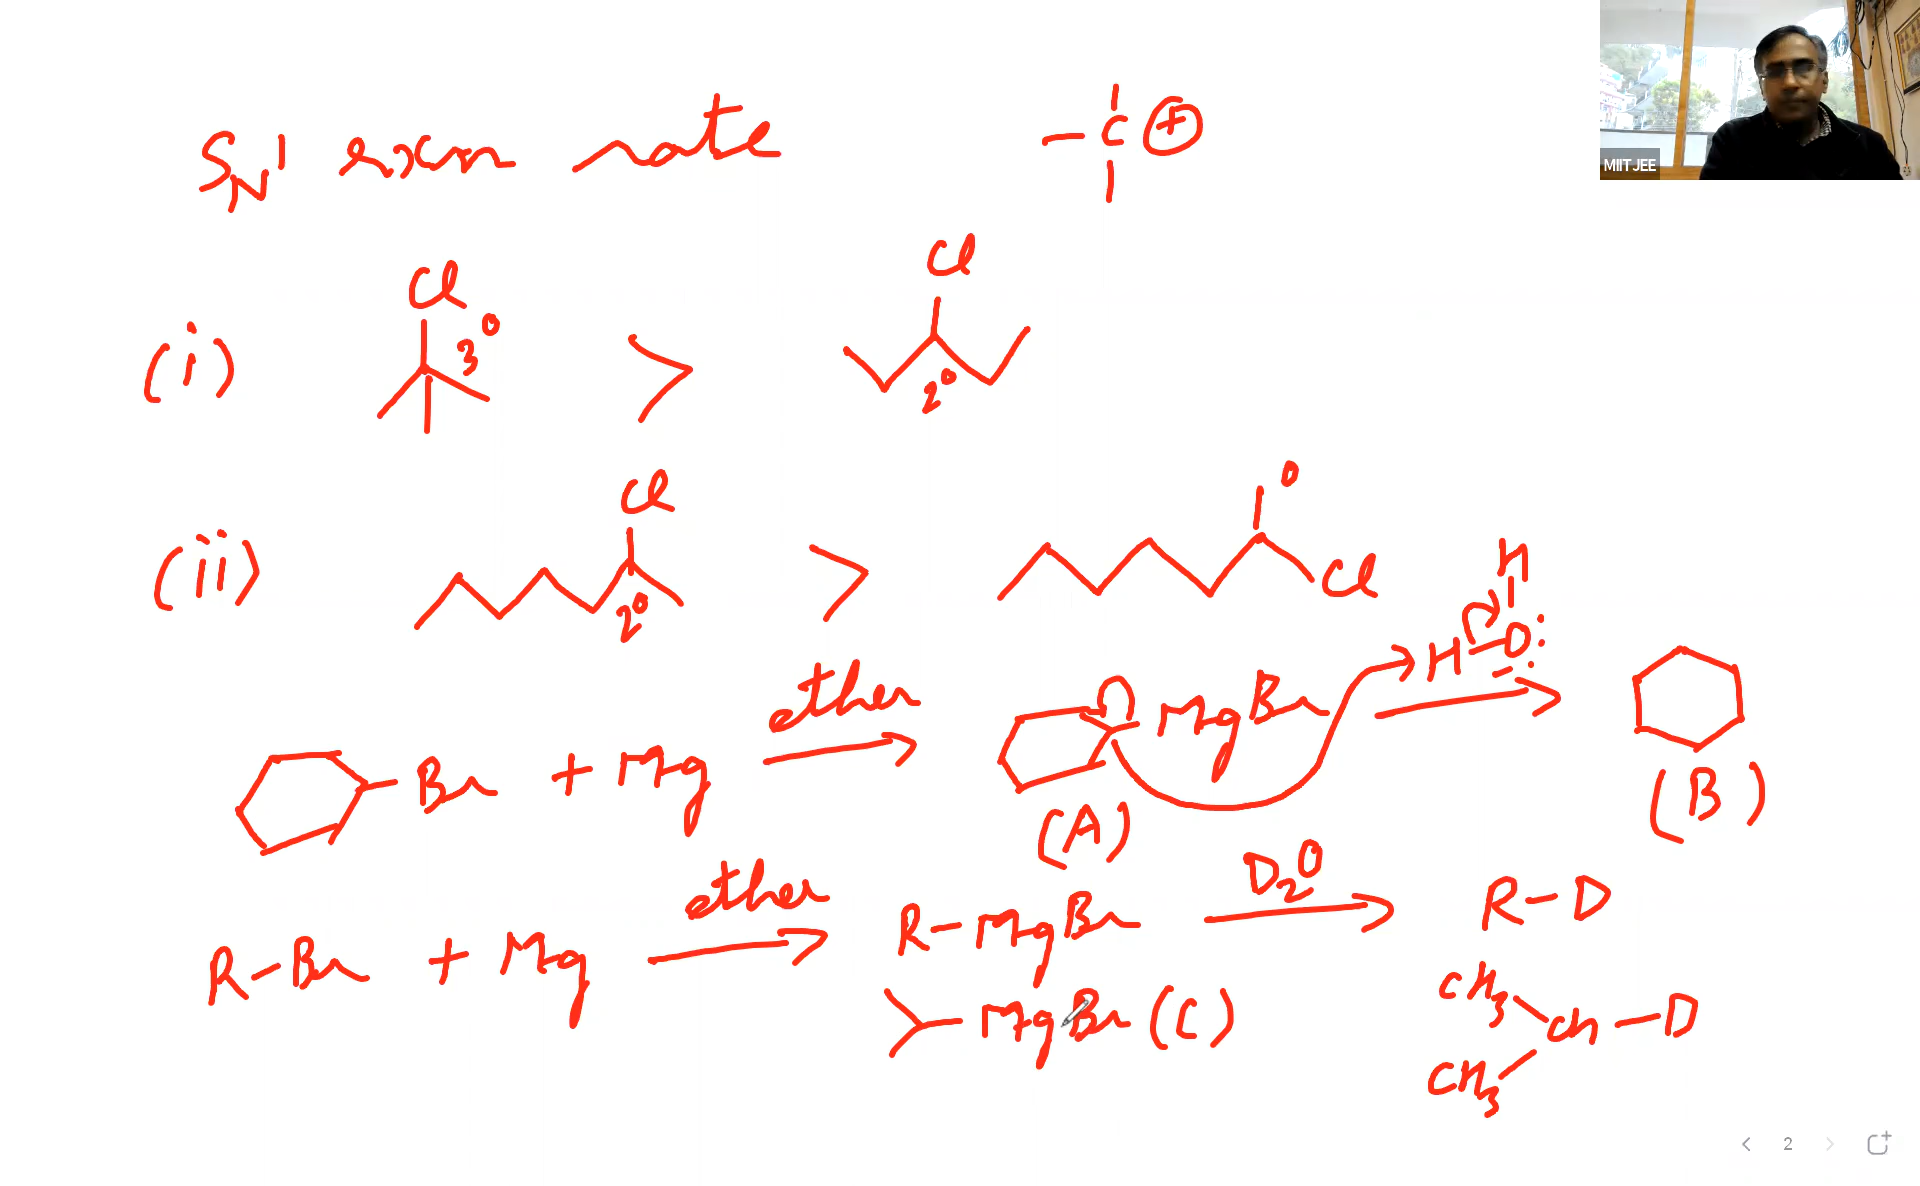 MIIT JEE
SN1 rxn rate C +
(i) Cl 3° > Cl 2°
(ii) Cl 2° > 1° Cl
Br + Mg ether MgBr H-O: H
(A) (B)
R-Br + Mg ether R-MgBr D2O R-D
MgBr (C) CH3 CH3 CH-D
2